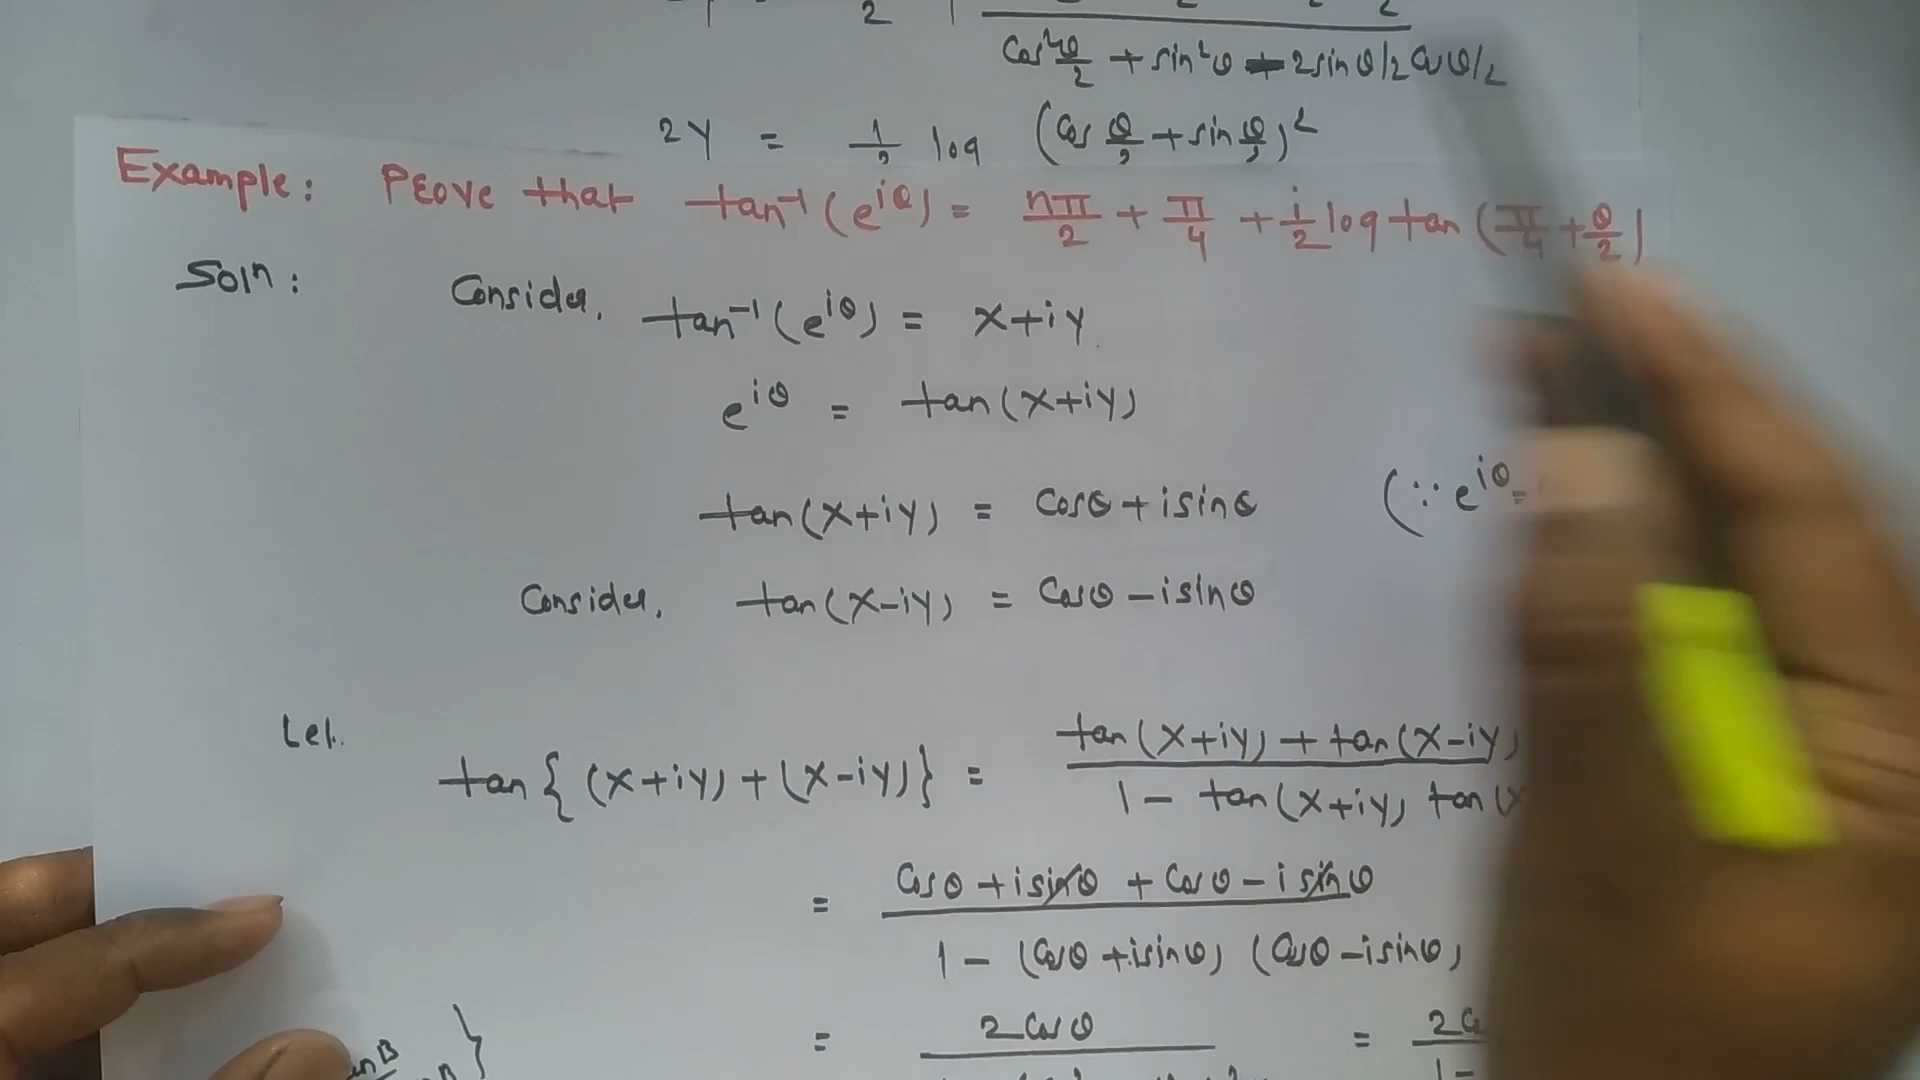 2
cos²θ/2 + sin²θ - 2sinθ/2 cosθ/2
2Y = 1/2 log (cos θ/2 + sin θ/2)²
Example: Prove that tan⁻¹(e^iθ) = nπ/2 + π/4 + i/2 log tan (π/4 + θ/2)
Soln: Consider, tan⁻¹(e^iθ) = x+iy
e^iθ = tan(x+iy)
tan(x+iy) = cosθ + isinθ (∵ e^iθ =
Consider, tan(x-iy) = cosθ - isinθ
Let. tan{(x+iy) + (x-iy)} = tan(x+iy) + tan(x-iy) / 1 - tan(x+iy) tan(x
= cosθ + isinθ + cosθ - isinθ / 1 - (cosθ + isinθ) (cosθ - isinθ)
= 2cosθ = 2c
1-